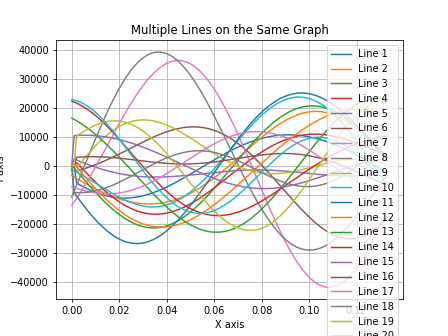 Multiple Lines on the Same Graph
40000
30000
20000
10000
0
−10000
−20000
−30000
−40000
0.00
0.02
0.04
0.06
0.08
0.10
X axis
axis
Line 1
Line 2
Line 3
Line 4
Line 5
Line 6
Line 7
Line 8
Line 9
Line 10
Line 11
Line 12
Line 13
Line 14
Line 15
Line 16
Line 17
Line 18
Line 19
Line 20